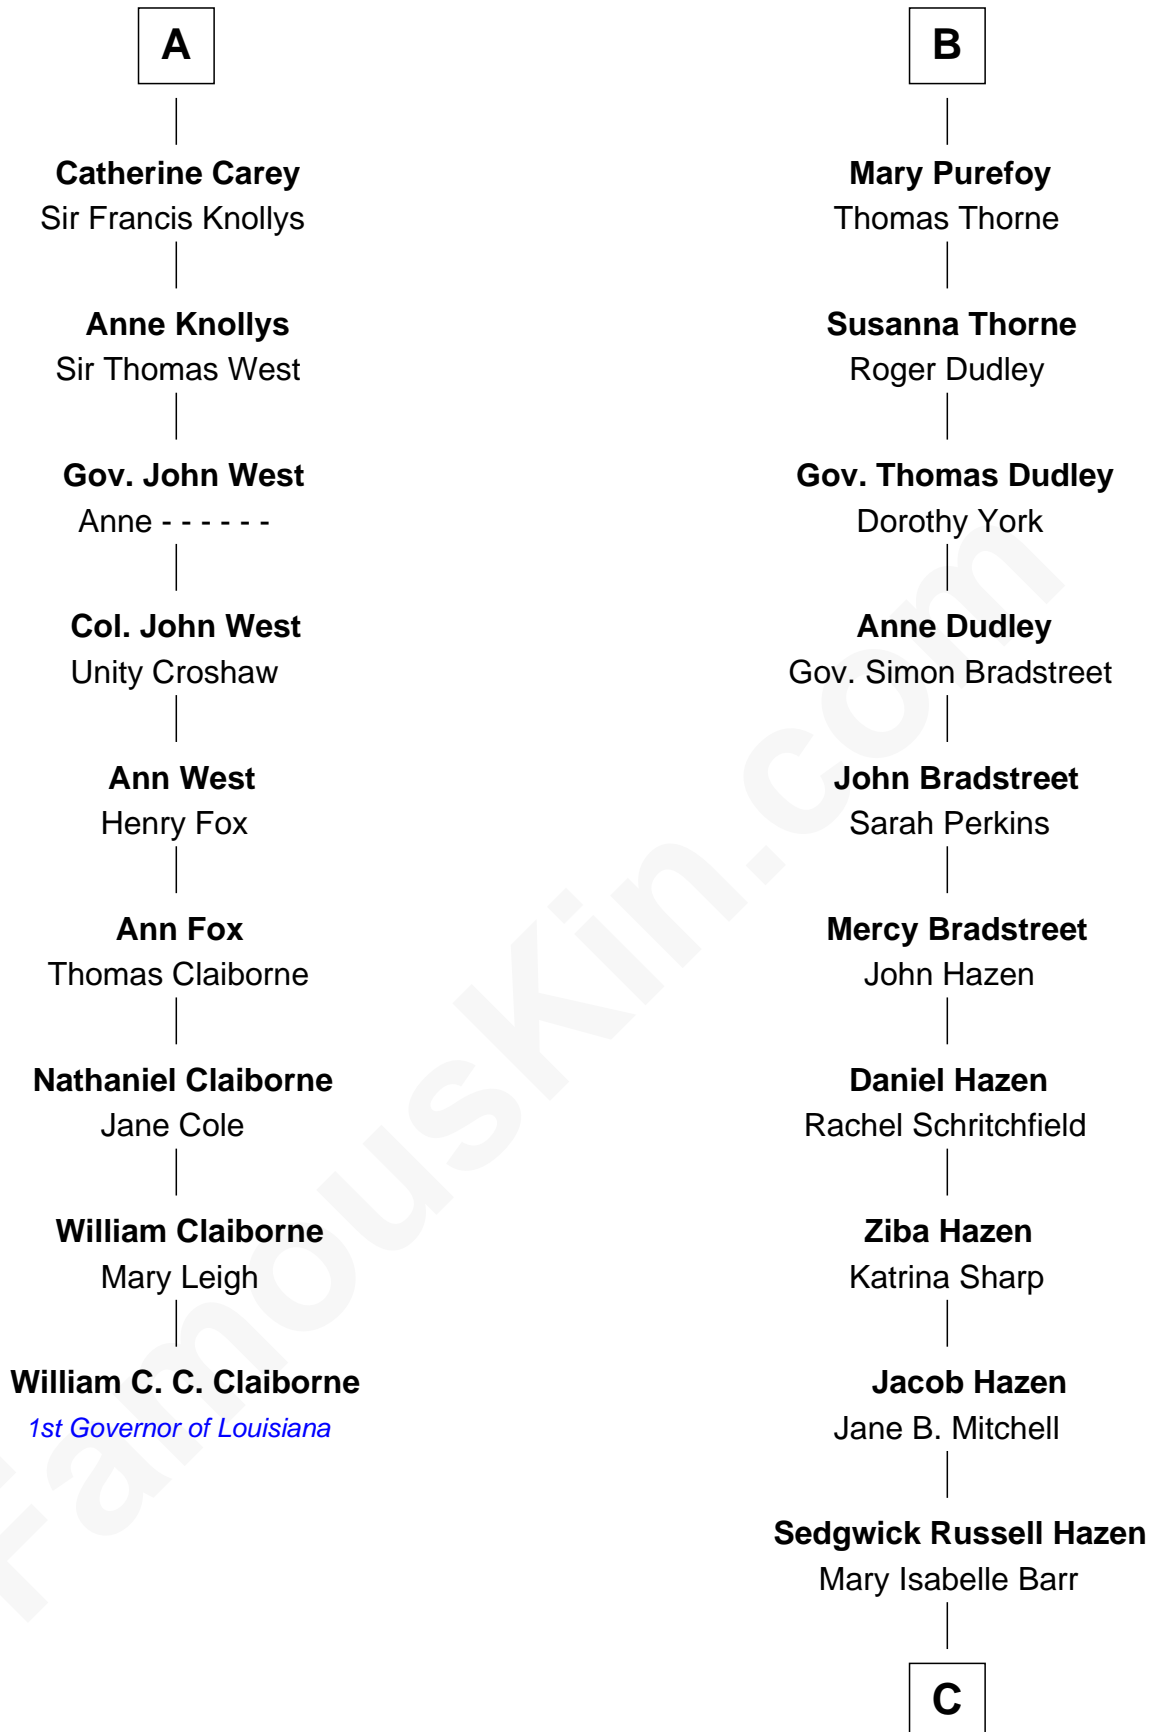 A
Catherine Carey
Sir Francis Knollys
Anne Knollys
Sir Thomas West
Gov. John West
Anne - - - - - -
Col. John West
Unity Croshaw
Ann West
Henry Fox
Ann Fox
Thomas Claiborne
Nathaniel Claiborne
Jane Cole
William Claiborne
Mary Leigh
William C. C. Claiborne
1st Governor of Louisiana
B
Mary Purefoy
Thomas Thorne
Susanna Thorne
Roger Dudley
Gov. Thomas Dudley
Dorothy York
Anne Dudley
Gov. Simon Bradstreet
John Bradstreet
Sarah Perkins
Mercy Bradstreet
John Hazen
Daniel Hazen
Rachel Schritchfield
Ziba Hazen
Katrina Sharp
Jacob Hazen
Jane B. Mitchell
Sedgwick Russell Hazen
Mary Isabelle Barr
C
FamousKin.com